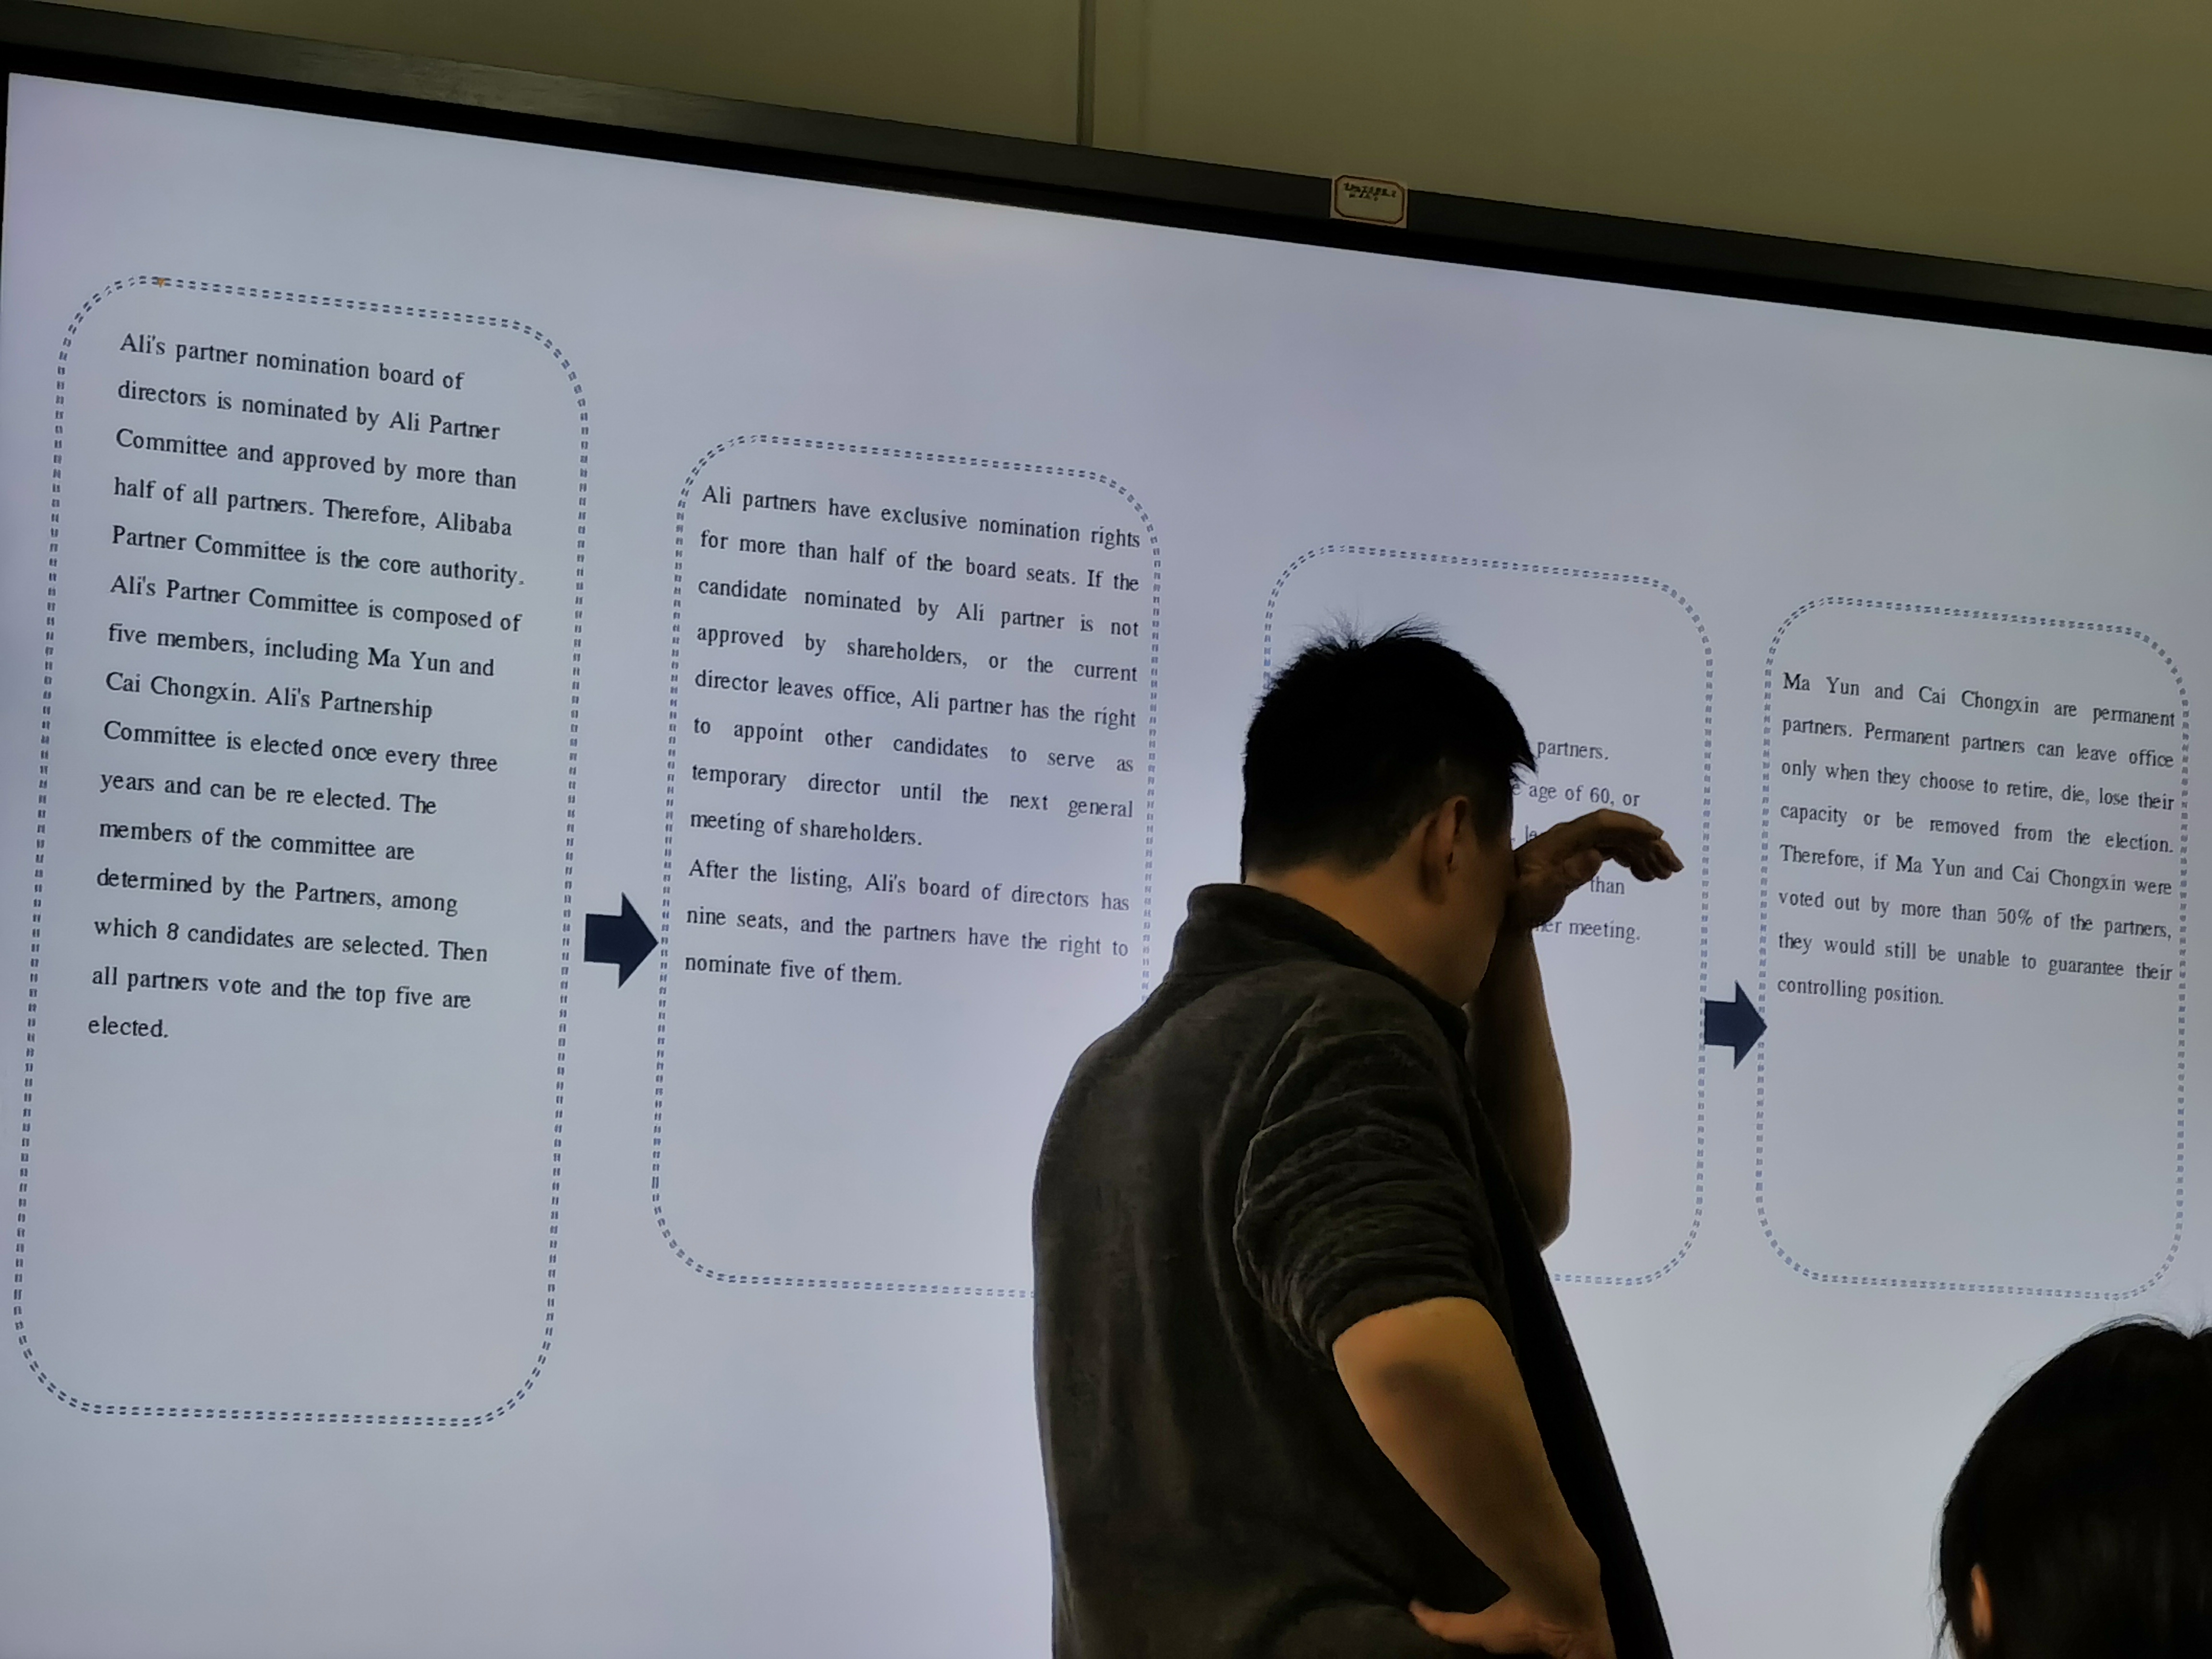 Ali's partner nomination board of
directors is nominated by Ali Partner
Committee and approved by more than
half of all partners. Therefore, Alibaba
Partner Committee is the core authority.
Ali's Partner Committee is composed of
five members, including Ma Yun and
Cai Chongxin. Ali's Partnership
Committee is elected once every three
years and can be re elected. The
members of the committee are
determined by the Partners, among
which 8 candidates are selected. Then
all partners vote and the top five are
elected.
Ali partners have exclusive nomination rights
for more than half of the board seats. If the
candidate nominated by Ali partner is not
approved by shareholders, or the current
director leaves office, Ali partner has the right
to appoint other candidates to serve as
temporary director until the next general
meeting of shareholders.
After the listing, Ali's board of directors has
nine seats, and the partners have the right to
nominate five of them.
partners.
age of 60, or
than
meeting.
Ma Yun and Cai Chongxin are permanent
partners. Permanent partners can leave office
only when they choose to retire, die, lose their
capacity or be removed from the election.
Therefore, if Ma Yun and Cai Chongxin were
voted out by more than 50% of the partners,
they would still be unable to guarantee their
controlling position.